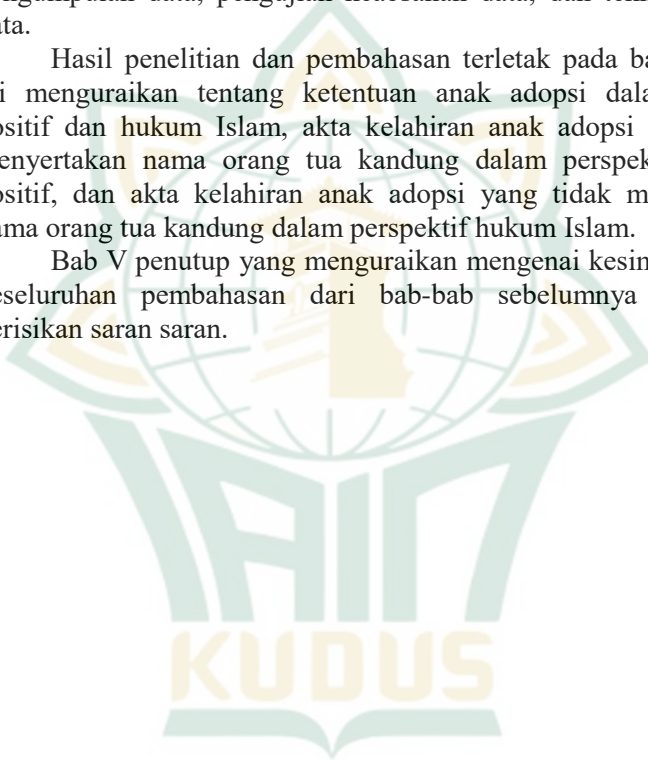 engumpulan data, pengujian keabsahan data, dan
ata.
Hasil penelitian dan pembahasan terletak pada ba
i menguraikan tentang ketentuan anak adopsi dala
ositif dan hukum Islam, akta kelahiran anak adopsi
enyertakan nama orang tua kandung dalam perspek
ositif, dan akta kelahiran anak adopsi yang tidak m
ama orang tua kandung dalam perspektif hukum Islam.
Bab V penutup yang menguraikan mengenai kesin
eseluruhan pembahasan dari bab-bab sebelumnya
erisikan saran saran.
IAIN
KUDUS